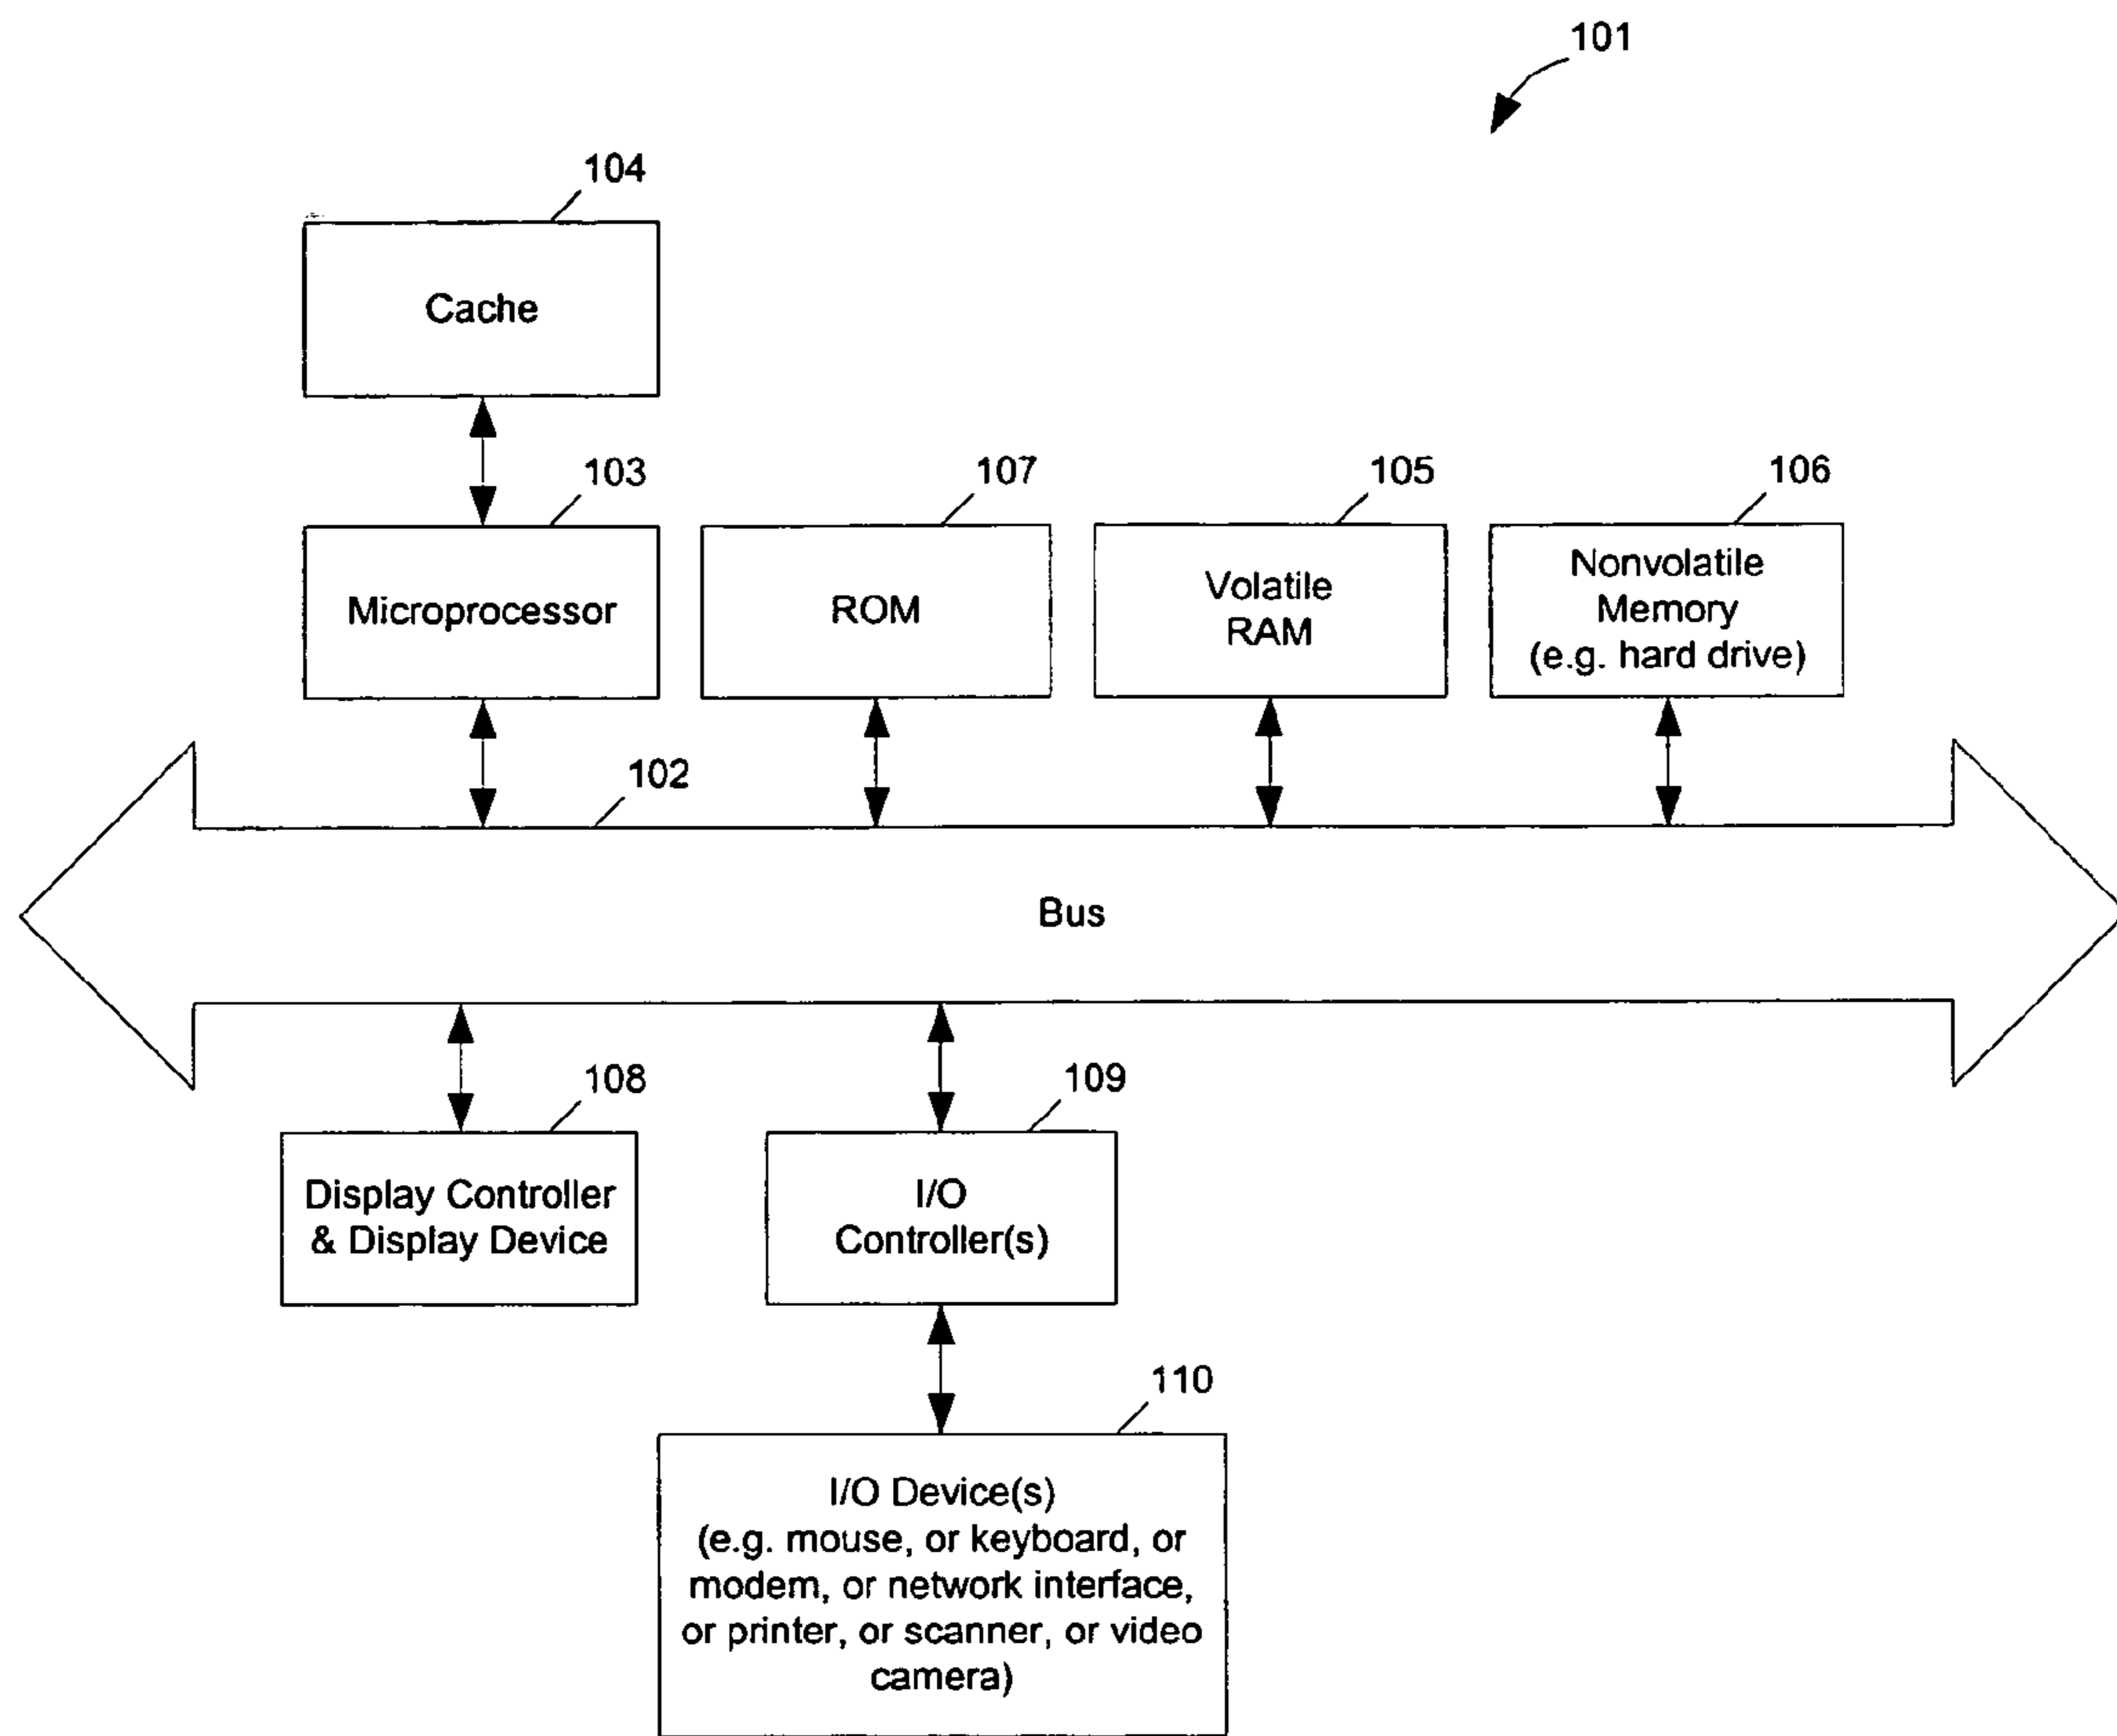 101
104
Cache
103
107
105
106
Microprocessor
ROM
Volatile
RAM
Nonvolatile
Memory
(e.g. hard drive)
102
Bus
108
109
Display Controller
& Display Device
I/O
Controller(s)
110
I/O Device(s)
(e.g. mouse, or keyboard, or
modem, or network interface,
or printer, or scanner, or video
camera)